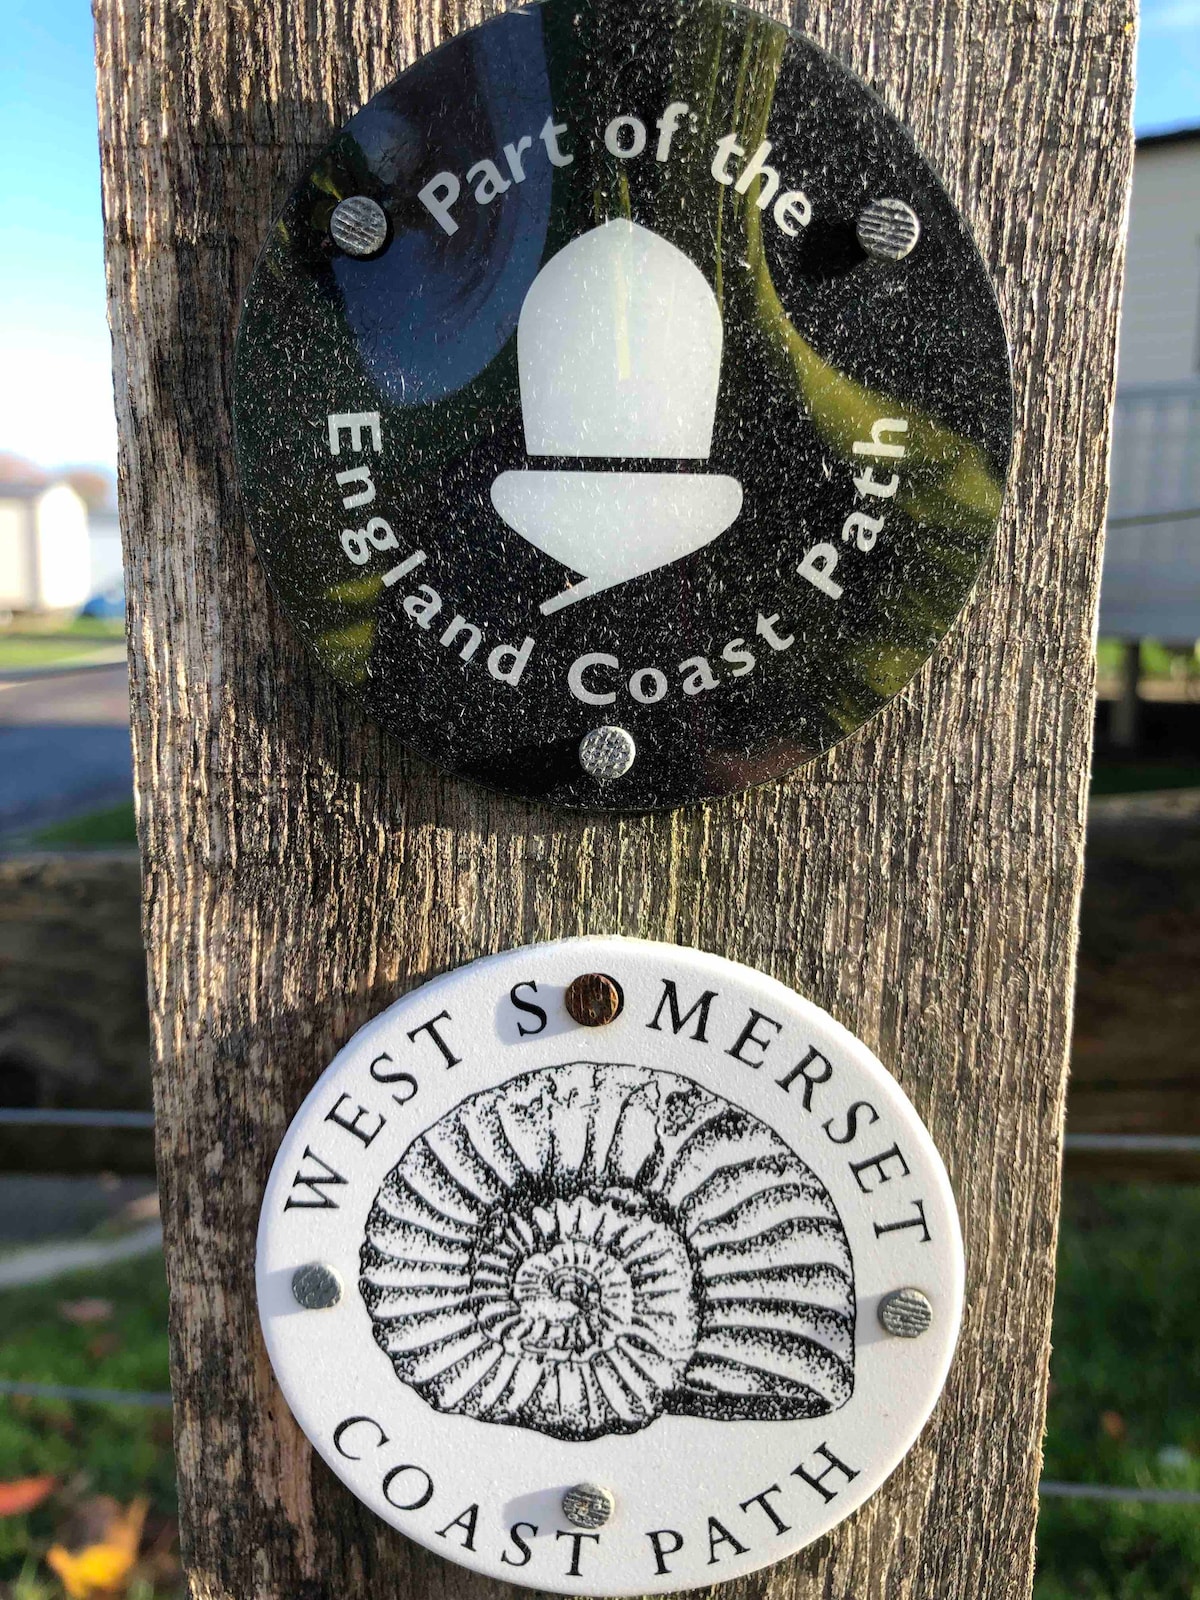 Part of the
England Coast Path
WEST SOMERSET
COAST PATH